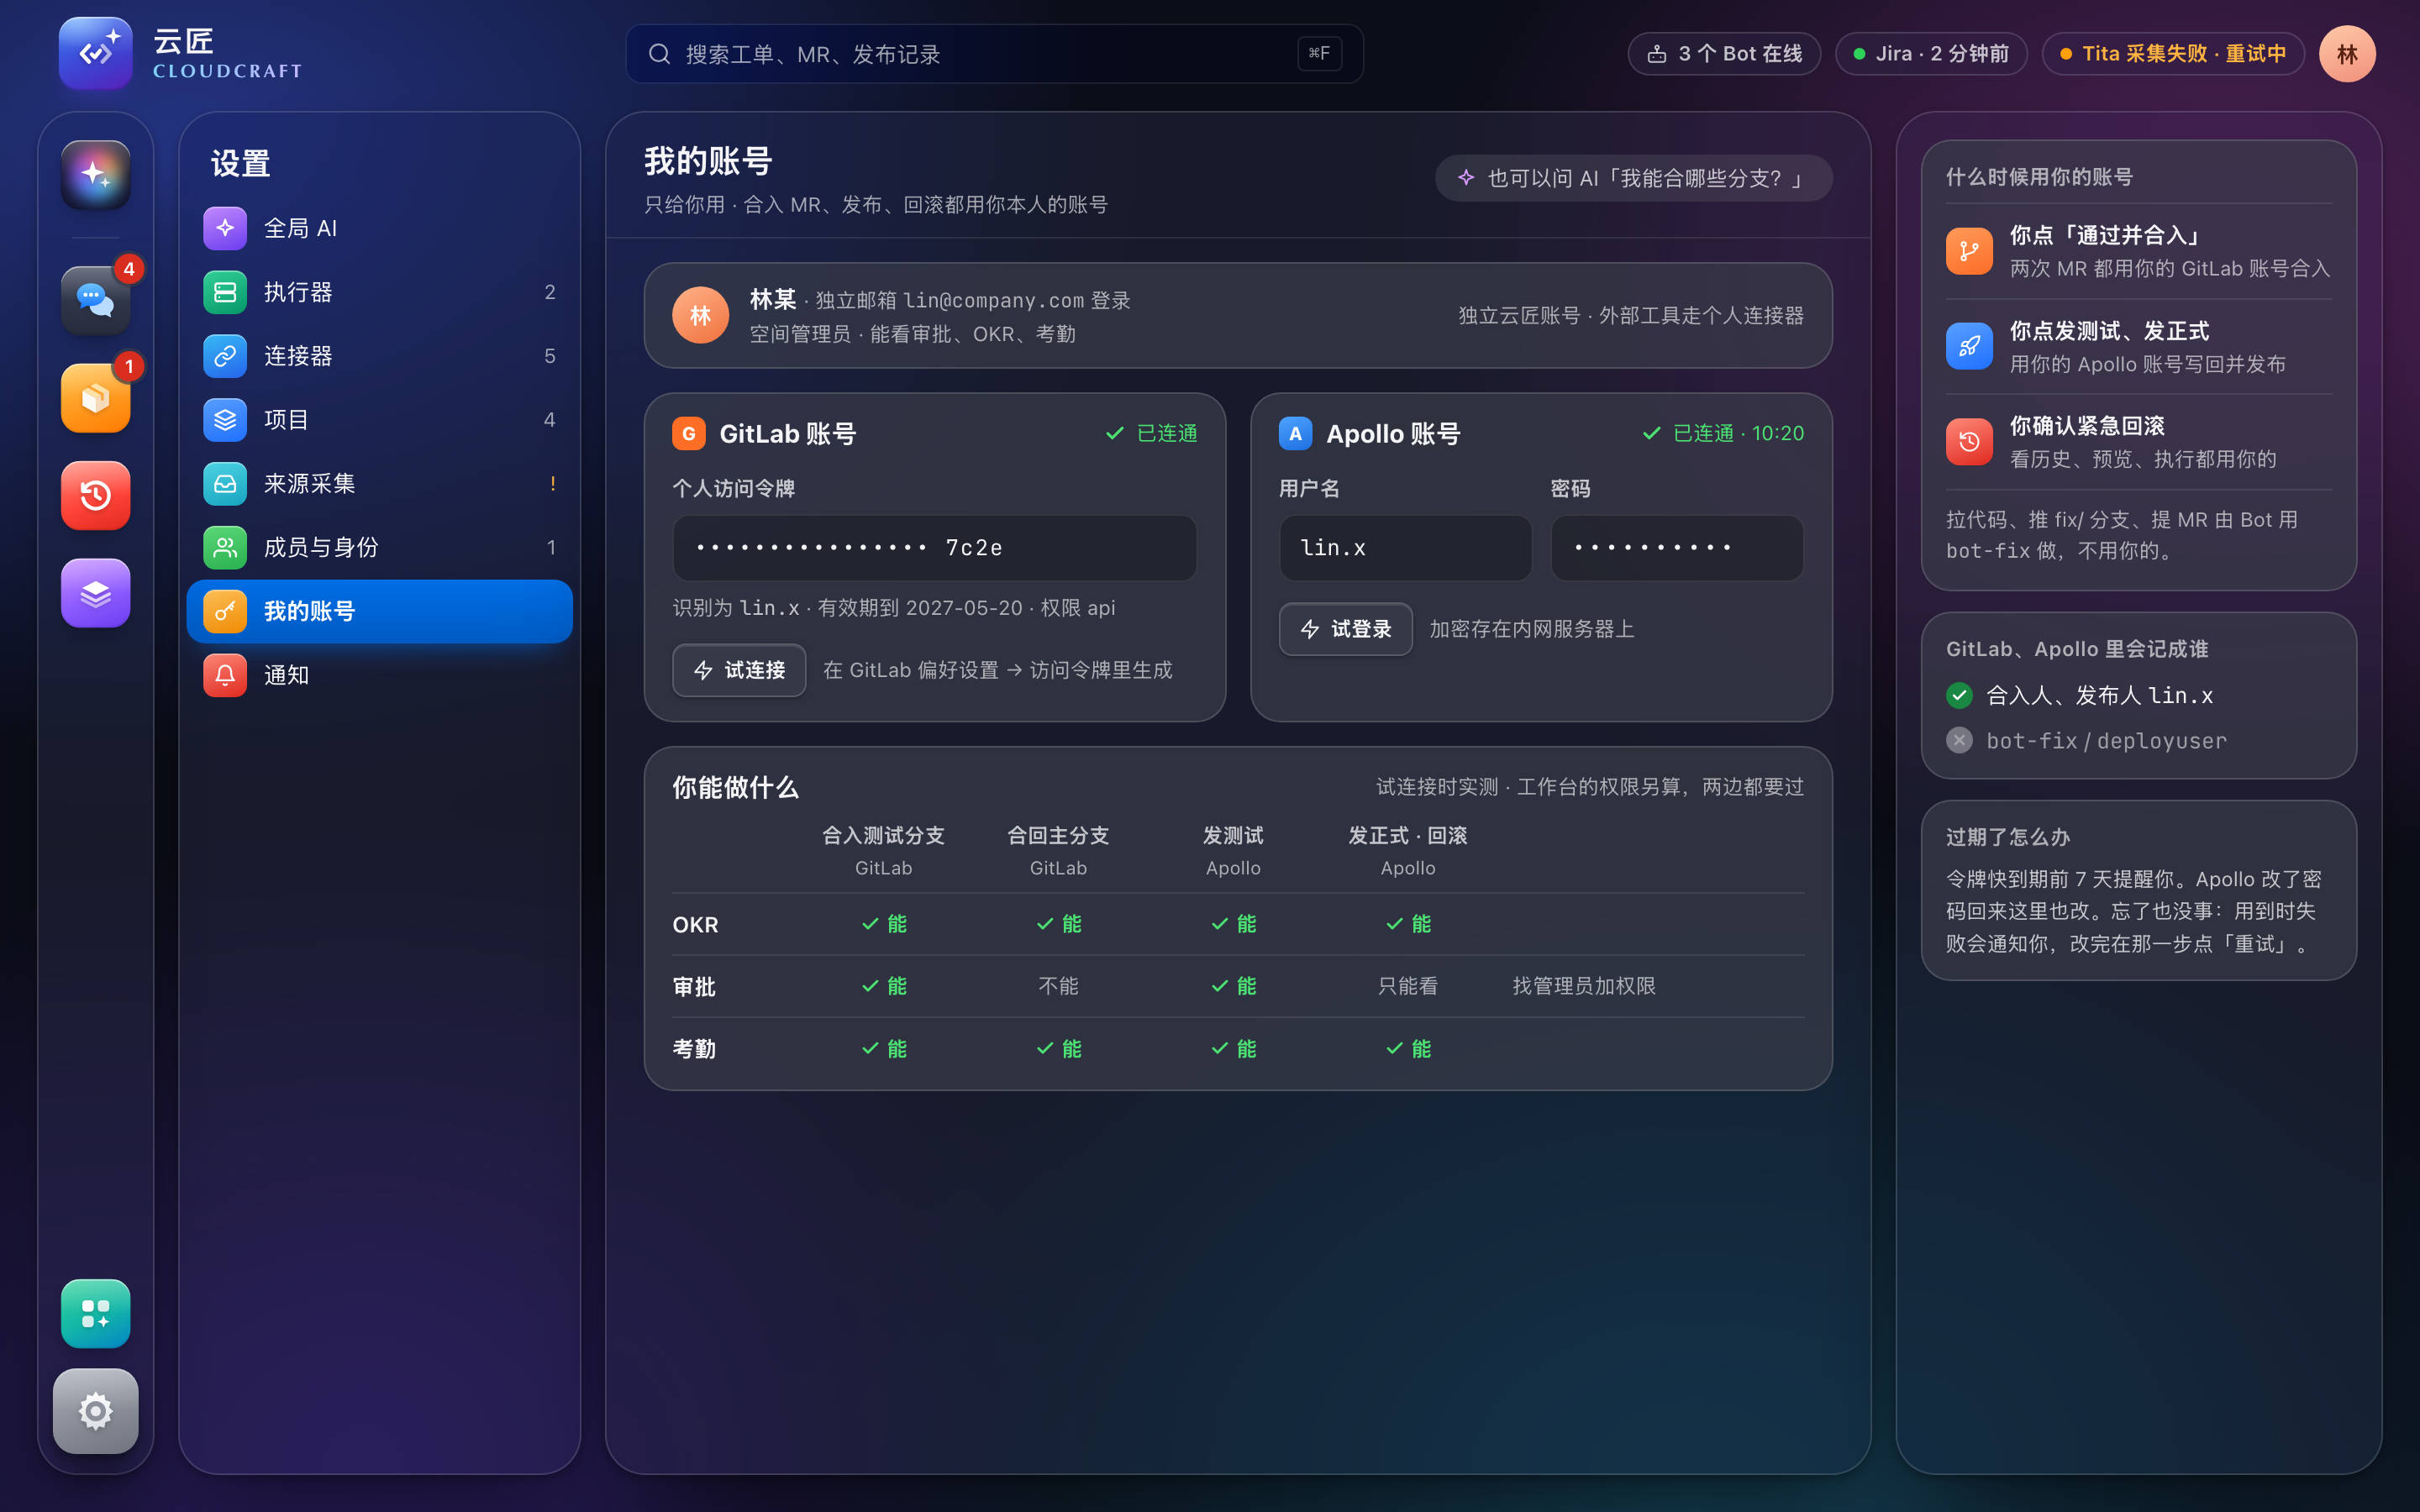 云匠
CLOUDCRAFT
搜索工单、MR、发布记录
⌘F
3 个 Bot 在线
Jira · 2 分钟前
Tita 采集失败 · 重试中
林
4
1
设置
全局 AI
执行器 2
连接器 5
项目 4
来源采集 !
成员与身份 1
我的账号
通知
我的账号
只给你用 · 合入 MR、发布、回滚都用你本人的账号
也可以问 AI「我能合哪些分支？」
林
林某 · 独立邮箱 lin@company.com 登录
空间管理员 · 能看审批、OKR、考勤
独立云匠账号 · 外部工具走个人连接器
G GitLab 账号 已连通
个人访问令牌
•••••••••••••••• 7c2e
识别为 lin.x · 有效期到 2027-05-20 · 权限 api
试连接 在 GitLab 偏好设置 → 访问令牌里生成
A Apollo 账号 已连通 · 10:20
用户名 密码
lin.x ••••••••••
试登录 加密存在内网服务器上
你能做什么 试连接时实测 · 工作台的权限另算，两边都要过
合入测试分支 合回主分支 发测试 发正式 · 回滚
GitLab GitLab Apollo Apollo
OKR 能 能 能 能
审批 能 不能 能 只能看 找管理员加权限
考勤 能 能 能 能
什么时候用你的账号
你点「通过并合入」
两次 MR 都用你的 GitLab 账号合入
你点发测试、发正式
用你的 Apollo 账号写回并发布
你确认紧急回滚
看历史、预览、执行都用你的
拉代码、推 fix/ 分支、提 MR 由 Bot 用
bot-fix 做，不用你的。
GitLab、Apollo 里会记成谁
合入人、发布人 lin.x
bot-fix / deployuser
过期了怎么办
令牌快到期前 7 天提醒你。Apollo 改了密
码回来这里也改。忘了也没事：用到时失
败会通知你，改完在那一步点「重试」。